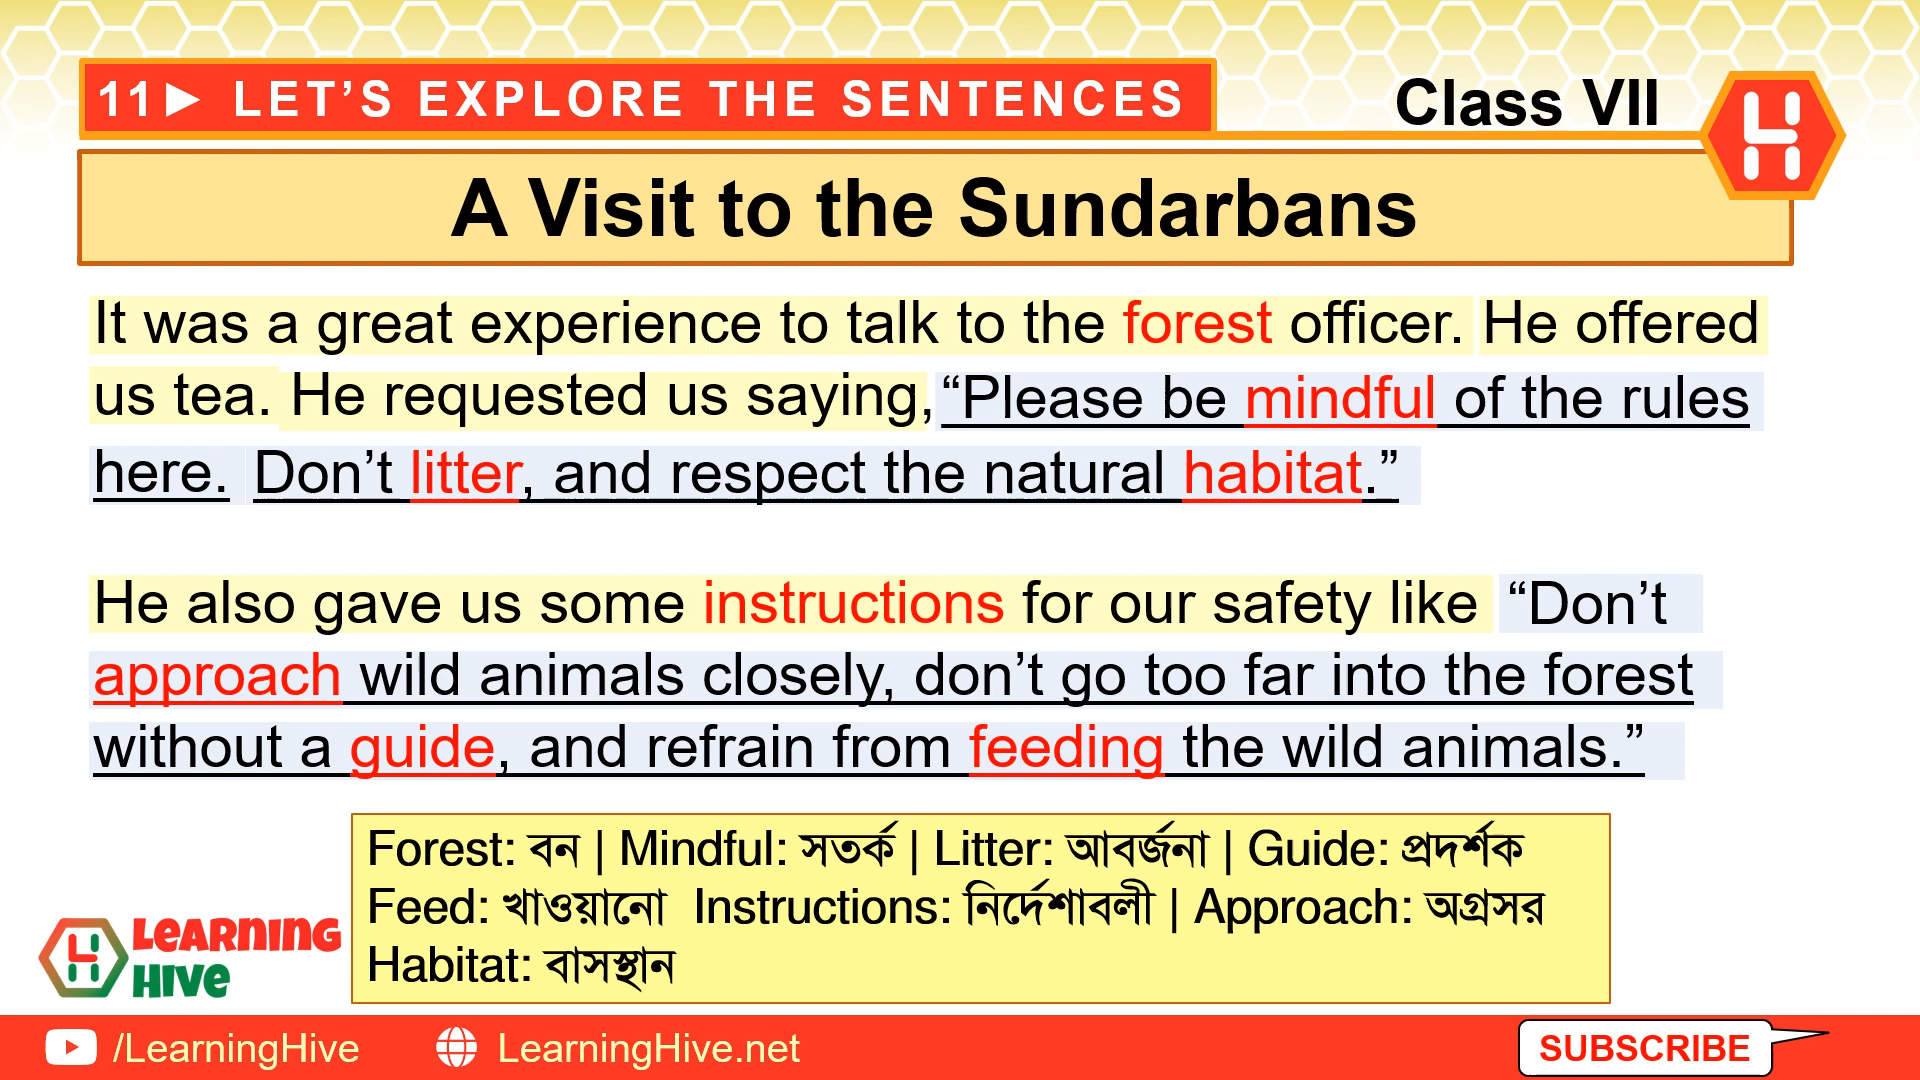 11► LET’S EXPLORE THE SENTENCES
Class VII
A Visit to the Sundarbans
It was a great experience to talk to the forest officer. He offered
us tea. He requested us saying, “Please be mindful of the rules
here. Don’t litter, and respect the natural habitat.”
He also gave us some instructions for our safety like “Don’t
approach wild animals closely, don’t go too far into the forest
without a guide, and refrain from feeding the wild animals.”
Forest: বন | Mindful: সতর্ক | Litter: আবর্জনা | Guide: প্রদর্শক
Feed: খাওয়ানো Instructions: নির্দেশাবলী | Approach: অগ্রসর
Habitat: বাসস্থান
Learning
Hive
/LearningHive
LearningHive.net
SUBSCRIBE